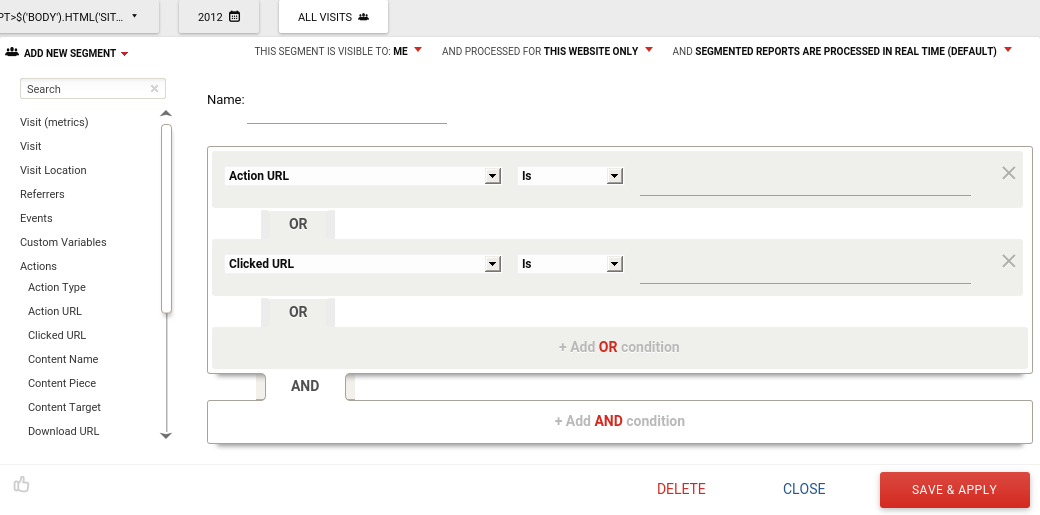 PT>$('BODY').HTML('SIT...
2012
ALL VISITS
ADD NEW SEGMENT
THIS SEGMENT IS VISIBLE TO: ME
AND PROCESSED FOR THIS WEBSITE ONLY
AND SEGMENTED REPORTS ARE PROCESSED IN REAL TIME (DEFAULT)
Search
Visit (metrics)
Visit
Visit Location
Referrers
Events
Custom Variables
Actions
Action Type
Action URL
Clicked URL
Content Name
Content Piece
Content Target
Download URL
Name:
Action URL
Is
OR
Clicked URL
Is
OR
+ Add OR condition
AND
+ Add AND condition
DELETE
CLOSE
SAVE & APPLY